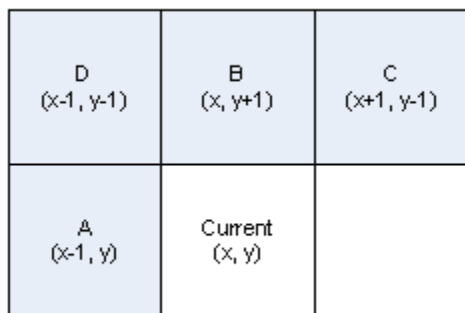 D
(x-1, y-1)
B
(x, y+1)
C
(x+1, y-1)
A
(x-1, y)
Current
(x, y)